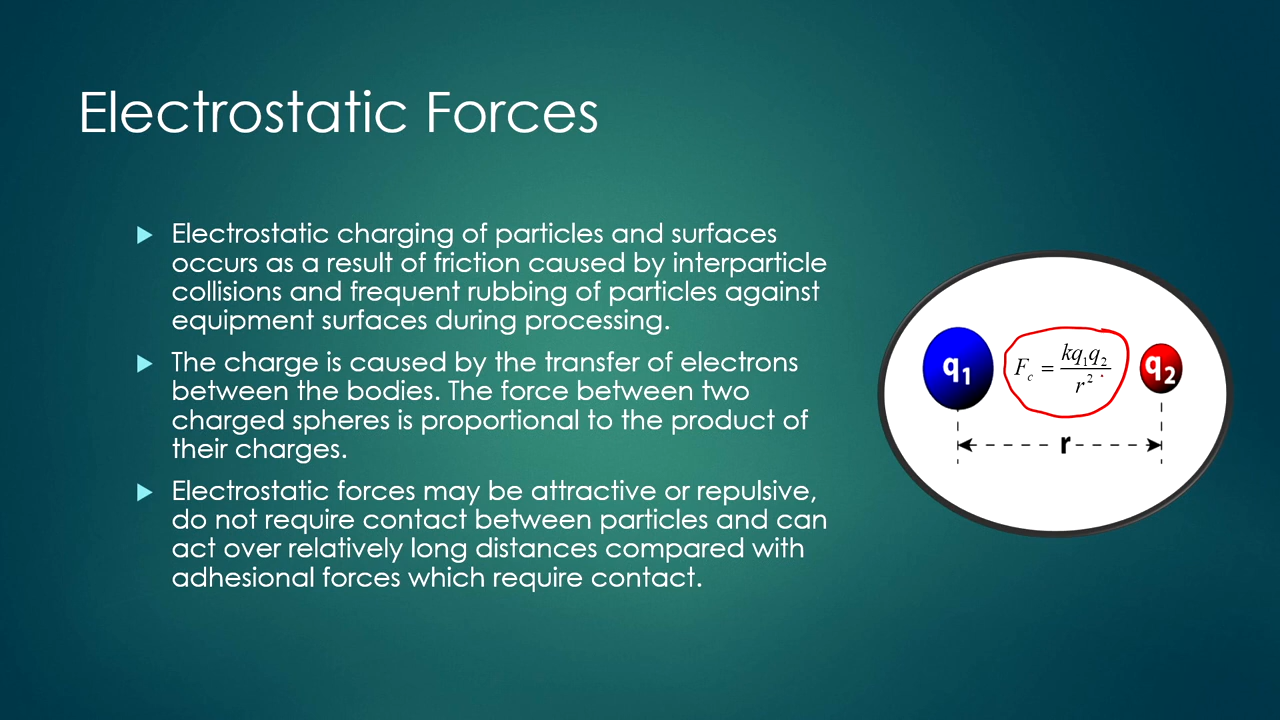 Electrostatic Forces
Electrostatic charging of particles and surfaces
occurs as a result of friction caused by interparticle
collisions and frequent rubbing of particles against
equipment surfaces during processing.
The charge is caused by the transfer of electrons
between the bodies. The force between two
charged spheres is proportional to the product of
their charges.
Electrostatic forces may be attractive or repulsive,
do not require contact between particles and can
act over relatively long distances compared with
adhesional forces which require contact.
q₁
F_c = kq₁q₂ / r²
q₂
r